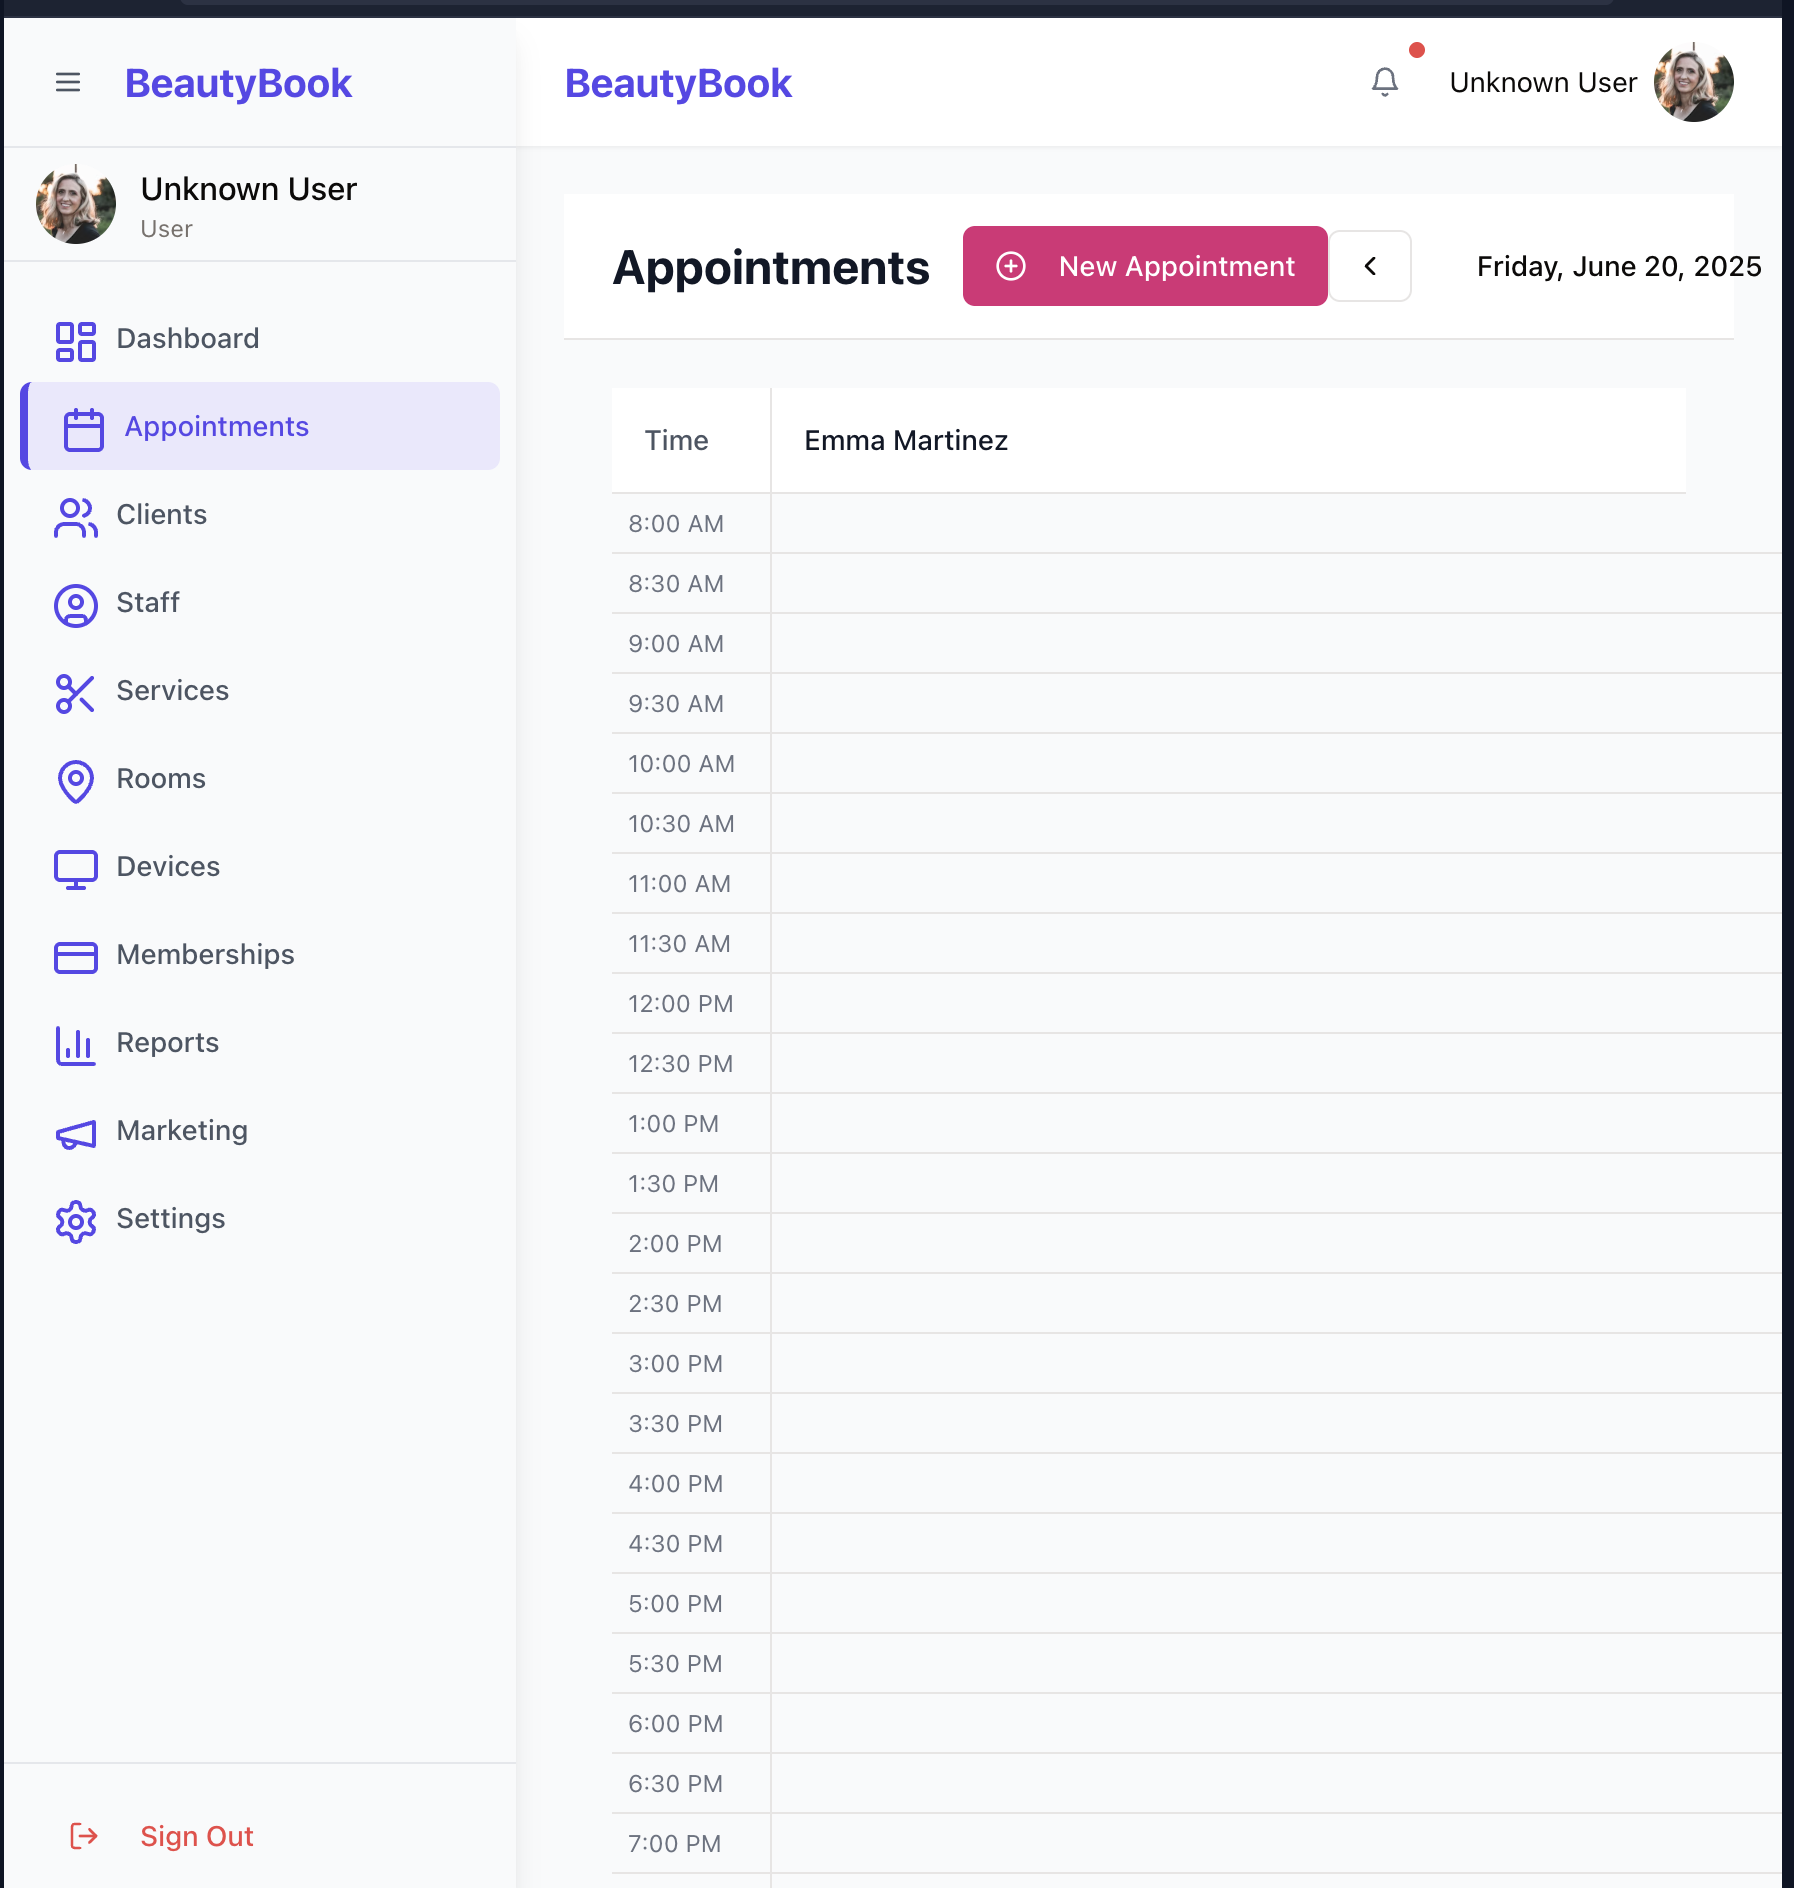 BeautyBook
BeautyBook
Unknown User
Unknown User
User
Dashboard
Appointments
Clients
Staff
Services
Rooms
Devices
Memberships
Reports
Marketing
Settings
Sign Out
Appointments
New Appointment
Friday, June 20, 2025
Time
Emma Martinez
8:00 AM
8:30 AM
9:00 AM
9:30 AM
10:00 AM
10:30 AM
11:00 AM
11:30 AM
12:00 PM
12:30 PM
1:00 PM
1:30 PM
2:00 PM
2:30 PM
3:00 PM
3:30 PM
4:00 PM
4:30 PM
5:00 PM
5:30 PM
6:00 PM
6:30 PM
7:00 PM